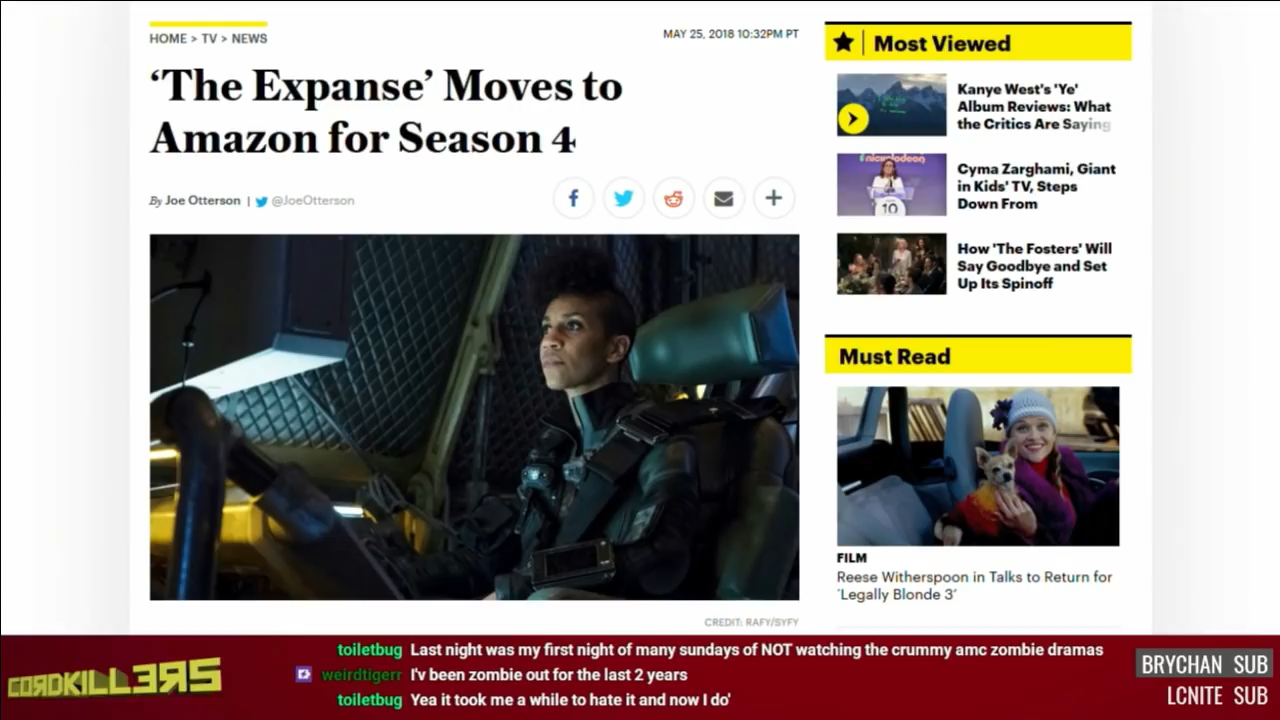 HOME > TV > NEWS
MAY 25, 2018 10:32PM PT
‘The Expanse’ Moves to
Amazon for Season 4
By Joe Otterson | @JoeOtterson
Most Viewed
Kanye West's 'Ye'
Album Reviews: What
the Critics Are Saying
nickelodeon
10
Cyma Zarghami, Giant
in Kids' TV, Steps
Down From
How 'The Fosters' Will
Say Goodbye and Set
Up Its Spinoff
Must Read
FILM
Reese Witherspoon in Talks to Return for
‘Legally Blonde 3’
CREDIT: RAFY/SYFY
CORDKILL3RS
toiletbug Last night was my first night of many sundays of NOT watching the crummy amc zombie dramas
weirdtigerr I'v been zombie out for the last 2 years
toiletbug Yea it took me a while to hate it and now I do'
BRYCHAN SUB
LCNITE SUB